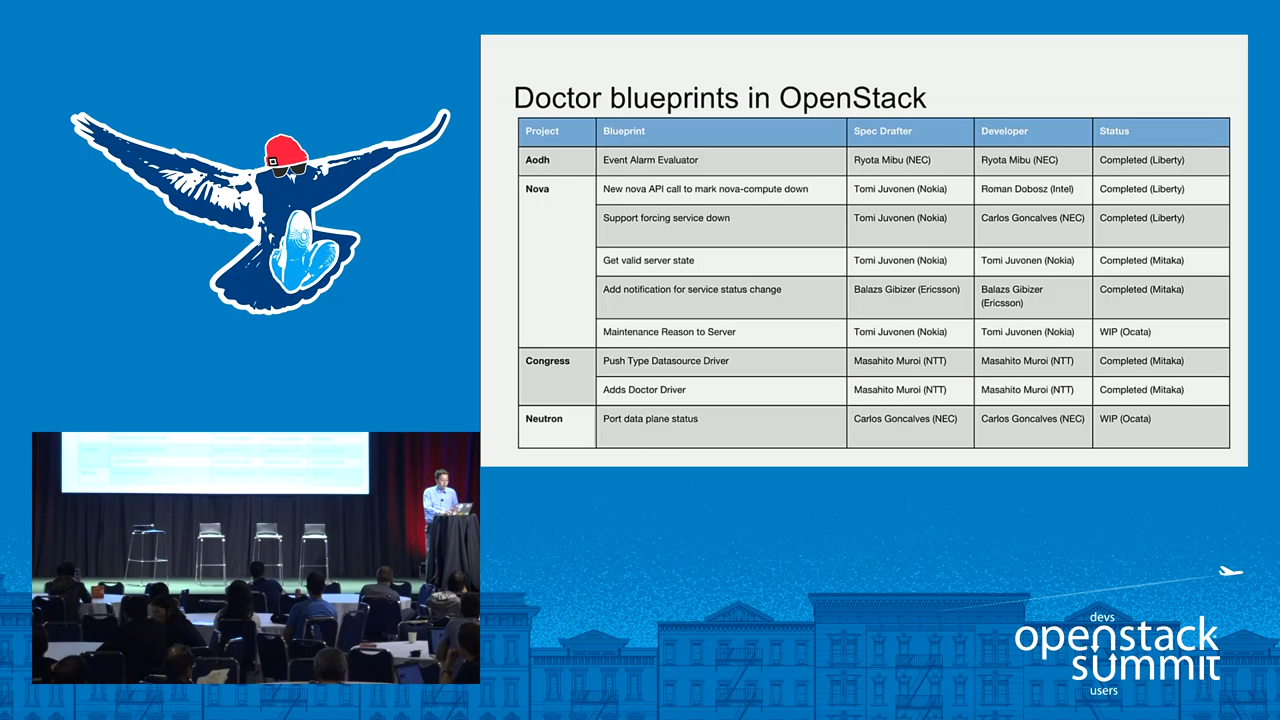 Doctor blueprints in OpenStack
Project Blueprint Spec Drafter Developer Status
Aodh Event Alarm Evaluator Ryota Mibu (NEC) Ryota Mibu (NEC) Completed (Liberty)
Nova New nova API call to mark nova-compute down Tomi Juvonen (Nokia) Roman Dobosz (Intel) Completed (Liberty)
Support forcing service down Tomi Juvonen (Nokia) Carlos Goncalves (NEC) Completed (Liberty)
Get valid server state Tomi Juvonen (Nokia) Tomi Juvonen (Nokia) Completed (Mitaka)
Add notification for service status change Balazs Gibizer (Ericsson) Balazs Gibizer Completed (Mitaka)
(Ericsson)
Maintenance Reason to Server Tomi Juvonen (Nokia) Tomi Juvonen (Nokia) WIP (Ocata)
Congress Push Type Datasource Driver Masahito Muroi (NTT) Masahito Muroi (NTT) Completed (Mitaka)
Adds Doctor Driver Masahito Muroi (NTT) Masahito Muroi (NTT) Completed (Mitaka)
Neutron Port data plane status Carlos Goncalves (NEC) Carlos Goncalves (NEC) WIP (Ocata)
devs
openstack
summit
users